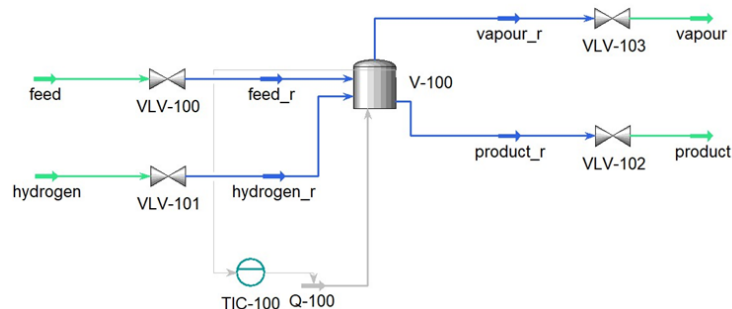 vapour_r
VLV-103
vapour
feed
VLV-100
feed_r
V-100
product_r
VLV-102
product
hydrogen
VLV-101
hydrogen_r
TIC-100
Q-100